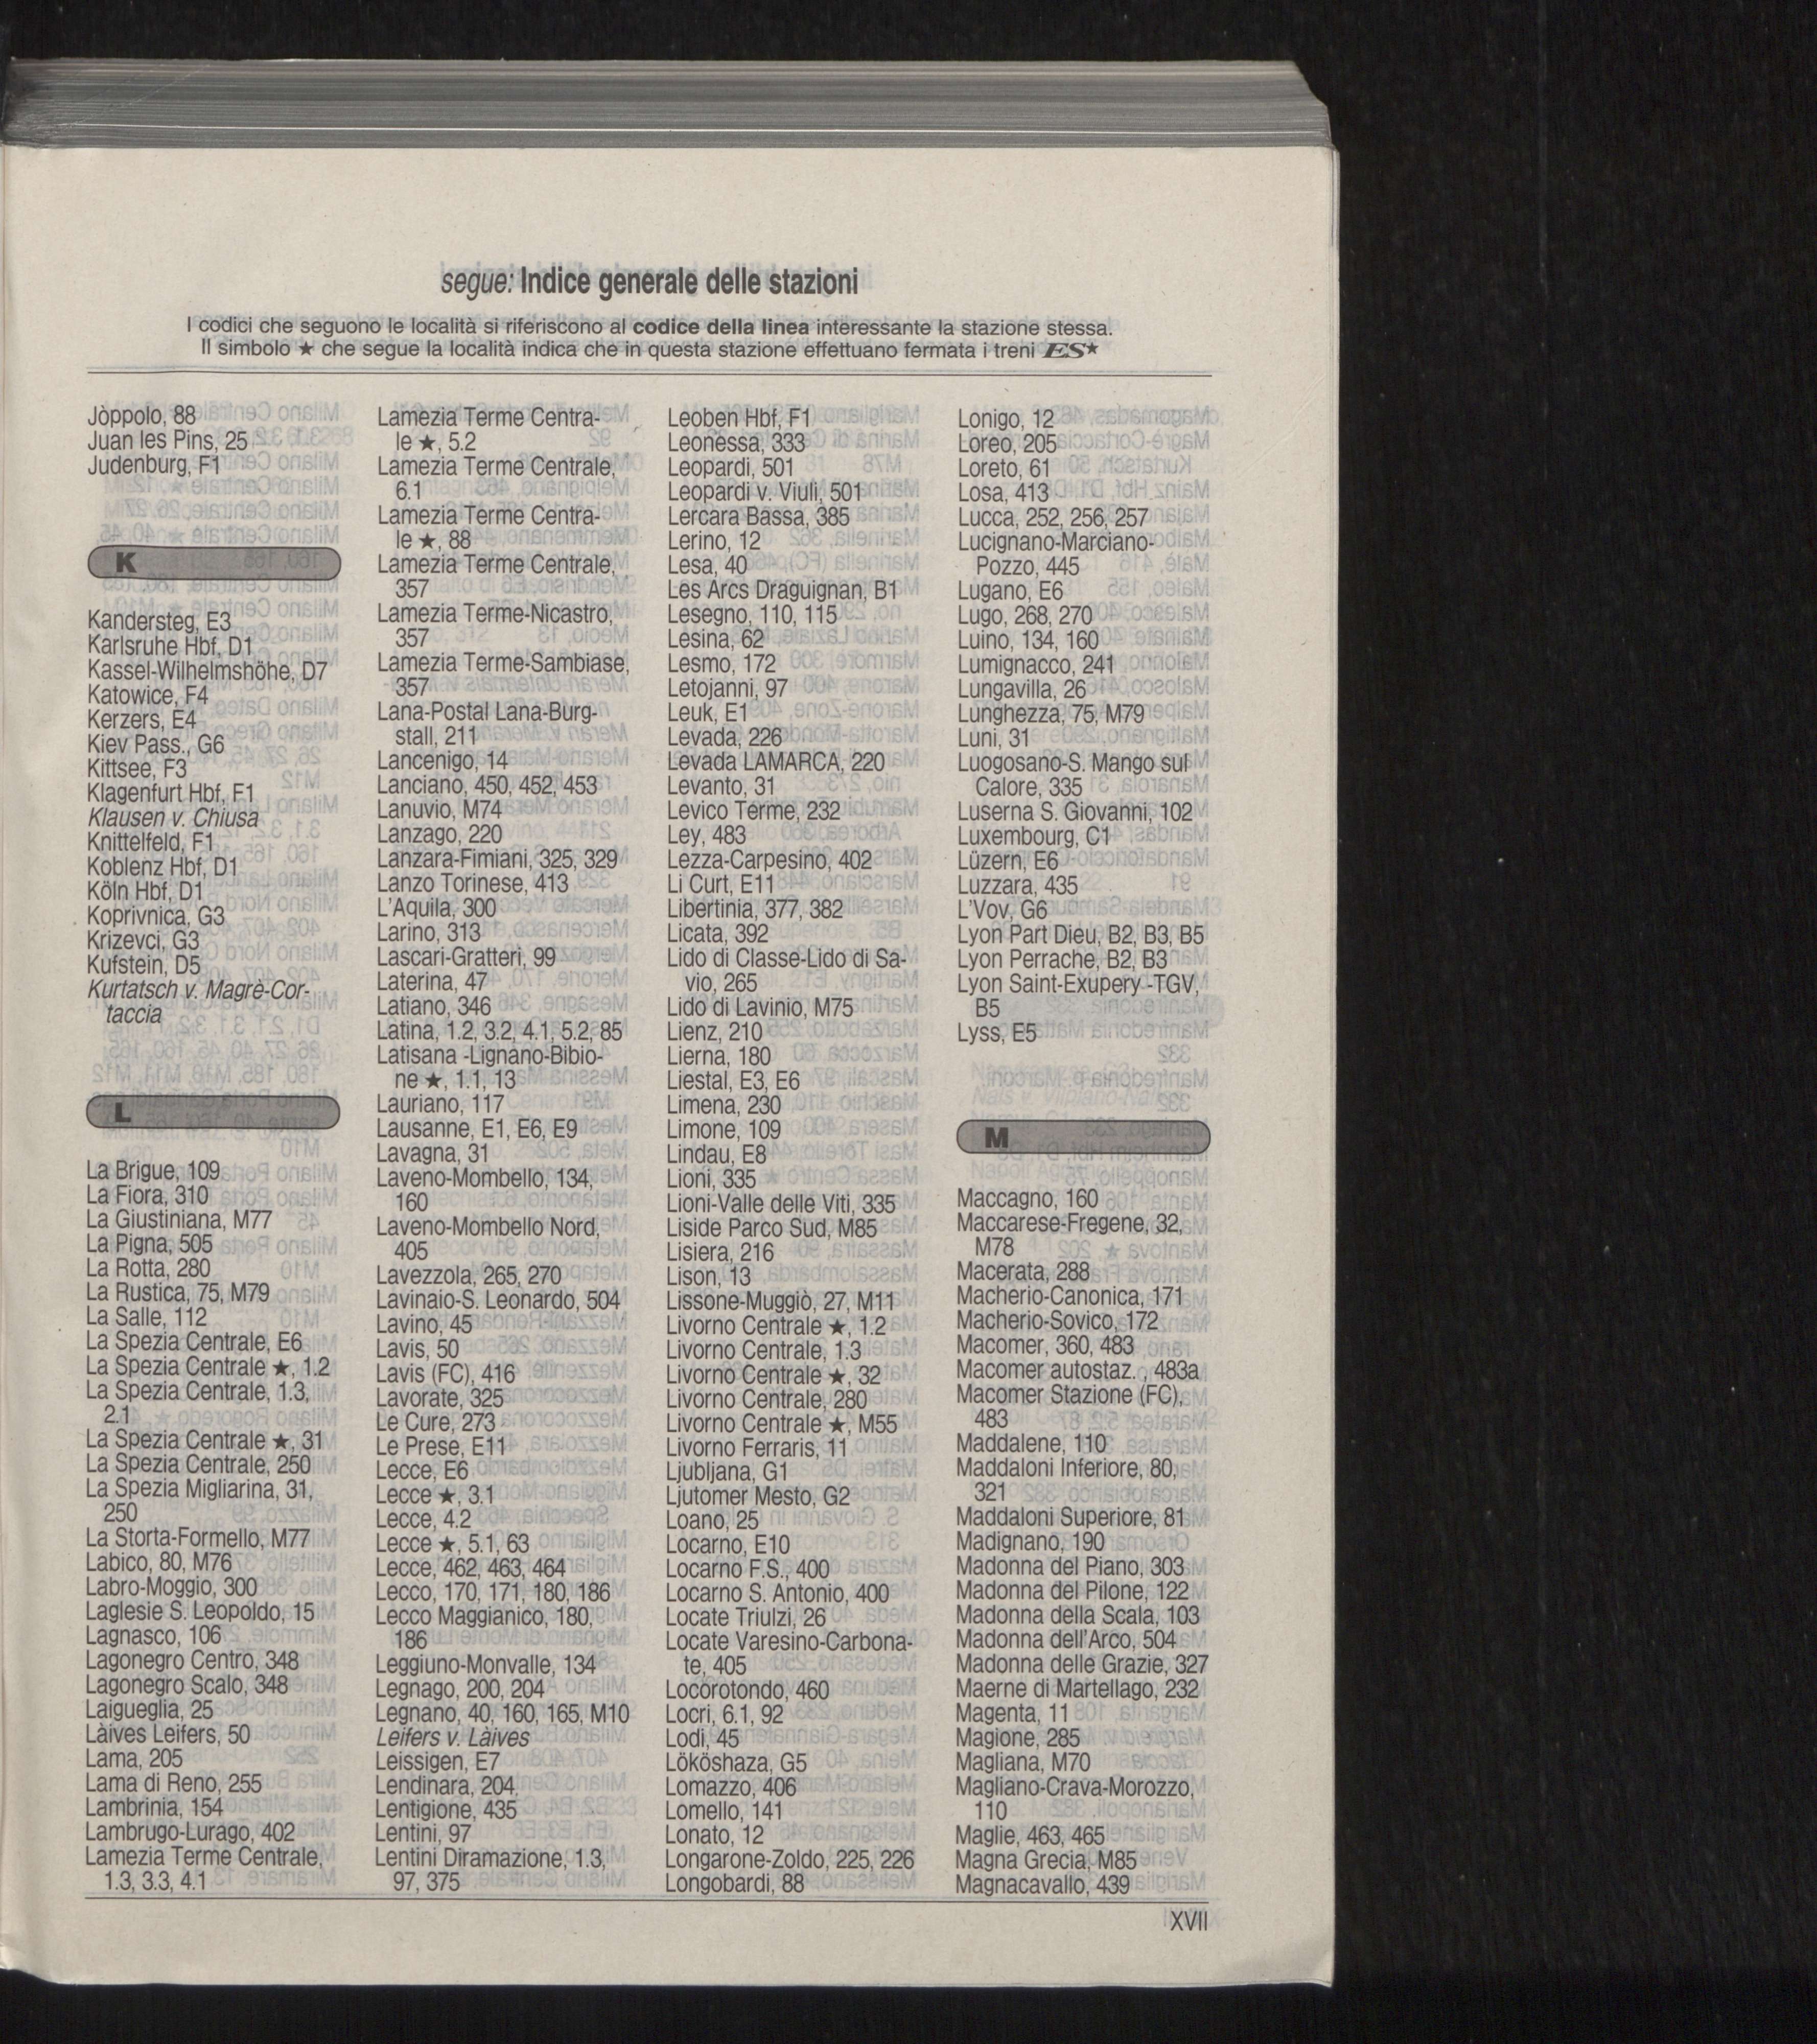 segue: Indice generale delle stazioni
I codici che seguono le località si riferiscono al codice della linea interessante la stazione stessa.
Il simbolo ★ che segue la località indica che in questa stazione effettuano fermata i treni ES★
Jòppolo, 88
Juan les Pins, 25
Judenburg, F1
K
Kandersteg, E3
Karlsruhe Hbf, D1
Kassel-Wilhelmshöhe, D7
Katowice, F4
Kerzers, E4
Kiev Pass., G6
Kittsee, F3
Klagenfurt Hbf, F1
Klausen v. Chiusa
Knittelfeld, F1
Koblenz Hbf, D1
Köln Hbf, D1
Koprivnica, G3
Krizevci, G3
Kufstein, D5
Kurtatsch v. Magrè-Cor-
taccia
L
La Brigue, 109
La Fiora, 310
La Giustiniana, M77
La Pigna, 505
La Rotta, 280
La Rustica, 75, M79
La Salle, 112
La Spezia Centrale, E6
La Spezia Centrale ★, 1.2
La Spezia Centrale, 1.3,
2.1
La Spezia Centrale ★, 31
La Spezia Centrale, 250
La Spezia Migliarina, 31,
250
La Storta-Formello, M77
Labico, 80, M76
Labro-Moggio, 300
Laglesie S. Leopoldo, 15
Lagnasco, 106
Lagonegro Centro, 348
Lagonegro Scalo, 348
Laigueglia, 25
Làives Leifers, 50
Lama, 205
Lama di Reno, 255
Lambrinia, 154
Lambrugo-Lurago, 402
Lamezia Terme Centrale,
1.3, 3.3, 4.1
Lamezia Terme Centra-
le ★, 5.2
Lamezia Terme Centrale,
6.1
Lamezia Terme Centra-
le ★, 88
Lamezia Terme Centrale,
357
Lamezia Terme-Nicastro,
357
Lamezia Terme-Sambiase,
357
Lana-Postal Lana-Burg-
stall, 211
Lancenigo, 14
Lanciano, 450, 452, 453
Lanuvio, M74
Lanzago, 220
Lanzara-Fimiani, 325, 329
Lanzo Torinese, 413
L'Aquila, 300
Larino, 313
Lascari-Gratteri, 99
Laterina, 47
Latiano, 346
Latina, 1.2, 3.2, 4.1, 5.2, 85
Latisana -Lignano-Bibio-
ne ★, 1.1, 13
Lauriano, 117
Lausanne, E1, E6, E9
Lavagna, 31
Laveno-Mombello, 134,
160
Laveno-Mombello Nord,
405
Lavezzola, 265, 270
Lavinaio-S. Leonardo, 504
Lavino, 45
Lavis, 50
Lavis (FC), 416
Lavorate, 325
Le Cure, 273
Le Prese, E11
Lecce, E6
Lecce ★, 3.1
Lecce, 4.2
Lecce ★, 5.1, 63
Lecce, 462, 463, 464
Lecco, 170, 171, 180, 186
Lecco Maggianico, 180,
186
Leggiuno-Monvalle, 134
Legnago, 200, 204
Legnano, 40, 160, 165, M10
Leifers v. Làives
Leissigen, E7
Lendinara, 204
Lentigione, 435
Lentini, 97
Lentini Diramazione, 1.3,
97, 375
Leoben Hbf, F1
Leonessa, 333
Leopardi, 501
Leopardi v. Viuli, 501
Lercara Bassa, 385
Lerino, 12
Lesa, 40
Les Arcs Draguignan, B1
Lesegno, 110, 115
Lesina, 62
Lesmo, 172
Letojanni, 97
Leuk, E1
Levada, 226
Levada LAMARCA, 220
Levanto, 31
Levico Terme, 232
Ley, 483
Lezza-Carpesino, 402
Li Curt, E11
Libertinia, 377, 382
Licata, 392
Lido di Classe-Lido di Sa-
vio, 265
Lido di Lavinio, M75
Lienz, 210
Lierna, 180
Liestal, E3, E6
Limena, 230
Limone, 109
Lindau, E8
Lioni, 335
Lioni-Valle delle Viti, 335
Liside Parco Sud, M85
Lisiera, 216
Lison, 13
Lissone-Muggiò, 27, M11
Livorno Centrale ★, 1.2
Livorno Centrale, 1.3
Livorno Centrale ★, 32
Livorno Centrale, 280
Livorno Centrale ★, M55
Livorno Ferraris, 11
Ljubljana, G1
Ljutomer Mesto, G2
Loano, 25
Locarno, E10
Locarno F.S., 400
Locarno S. Antonio, 400
Locate Triulzi, 26
Locate Varesino-Carbona-
te, 405
Locorotondo, 460
Locri, 6.1, 92
Lodi, 45
Lököshaza, G5
Lomazzo, 406
Lomello, 141
Lonato, 12
Longarone-Zoldo, 225, 226
Longobardi, 88
Lonigo, 12
Loreo, 205
Loreto, 61
Losa, 413
Lucca, 252, 256, 257
Lucignano-Marciano-
Pozzo, 445
Lugano, E6
Lugo, 268, 270
Luino, 134, 160
Lumignacco, 241
Lungavilla, 26
Lunghezza, 75, M79
Luni, 31
Luogosano-S. Mango sul
Calore, 335
Luserna S. Giovanni, 102
Luxembourg, C1
Lüzern, E6
Luzzara, 435
L'Vov, G6
Lyon Part Dieu, B2, B3, B5
Lyon Perrache, B2, B3
Lyon Saint-Exupery -TGV,
B5
Lyss, E5
M
Maccagno, 160
Maccarese-Fregene, 32,
M78
Macerata, 288
Macherio-Canonica, 171
Macherio-Sovico, 172
Macomer, 360, 483
Macomer autostaz. , 483a
Macomer Stazione (FC),
483
Maddalene, 110
Maddaloni Inferiore, 80,
321
Maddaloni Superiore, 81
Madignano, 190
Madonna del Piano, 303
Madonna del Pilone, 122
Madonna della Scala, 103
Madonna dell'Arco, 504
Madonna delle Grazie, 327
Maerne di Martellago, 232
Magenta, 11
Magione, 285
Magliana, M70
Magliano-Crava-Morozzo,
110
Maglie, 463, 465
Magna Grecia, M85
Magnacavallo, 439
XVII